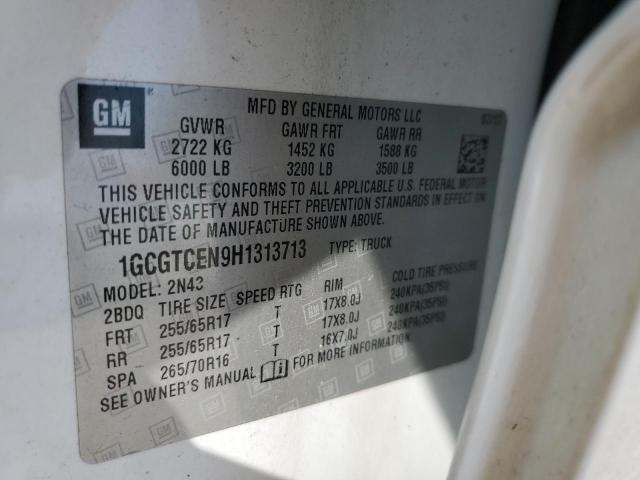 GM
MFD BY GENERAL MOTORS LLC
GVWR GAWR FRT GAWR RR
2722 KG 1452 KG 1588 KG
6000 LB 3200 LB 3500 LB
THIS VEHICLE CONFORMS TO ALL APPLICABLE U.S. FEDERAL MOTOR
VEHICLE SAFETY AND THEFT PREVENTION STANDARDS IN EFFECT ON THE
DATE OF MANUFACTURE SHOWN ABOVE.
1GCGTCEN9H1313713 TYPE: TRUCK
MODEL: 2N43
2BDQ TIRE SIZE SPEED RTG RIM COLD TIRE PRESSURE
FRT 255/65R17 T 17X8.0J 240KPA(35PSI)
RR 255/65R17 T 17X8.0J 240KPA(35PSI)
SPA 265/70R16 T 16X7.0J 240KPA(35PSI)
SEE OWNER'S MANUAL FOR MORE INFORMATION.